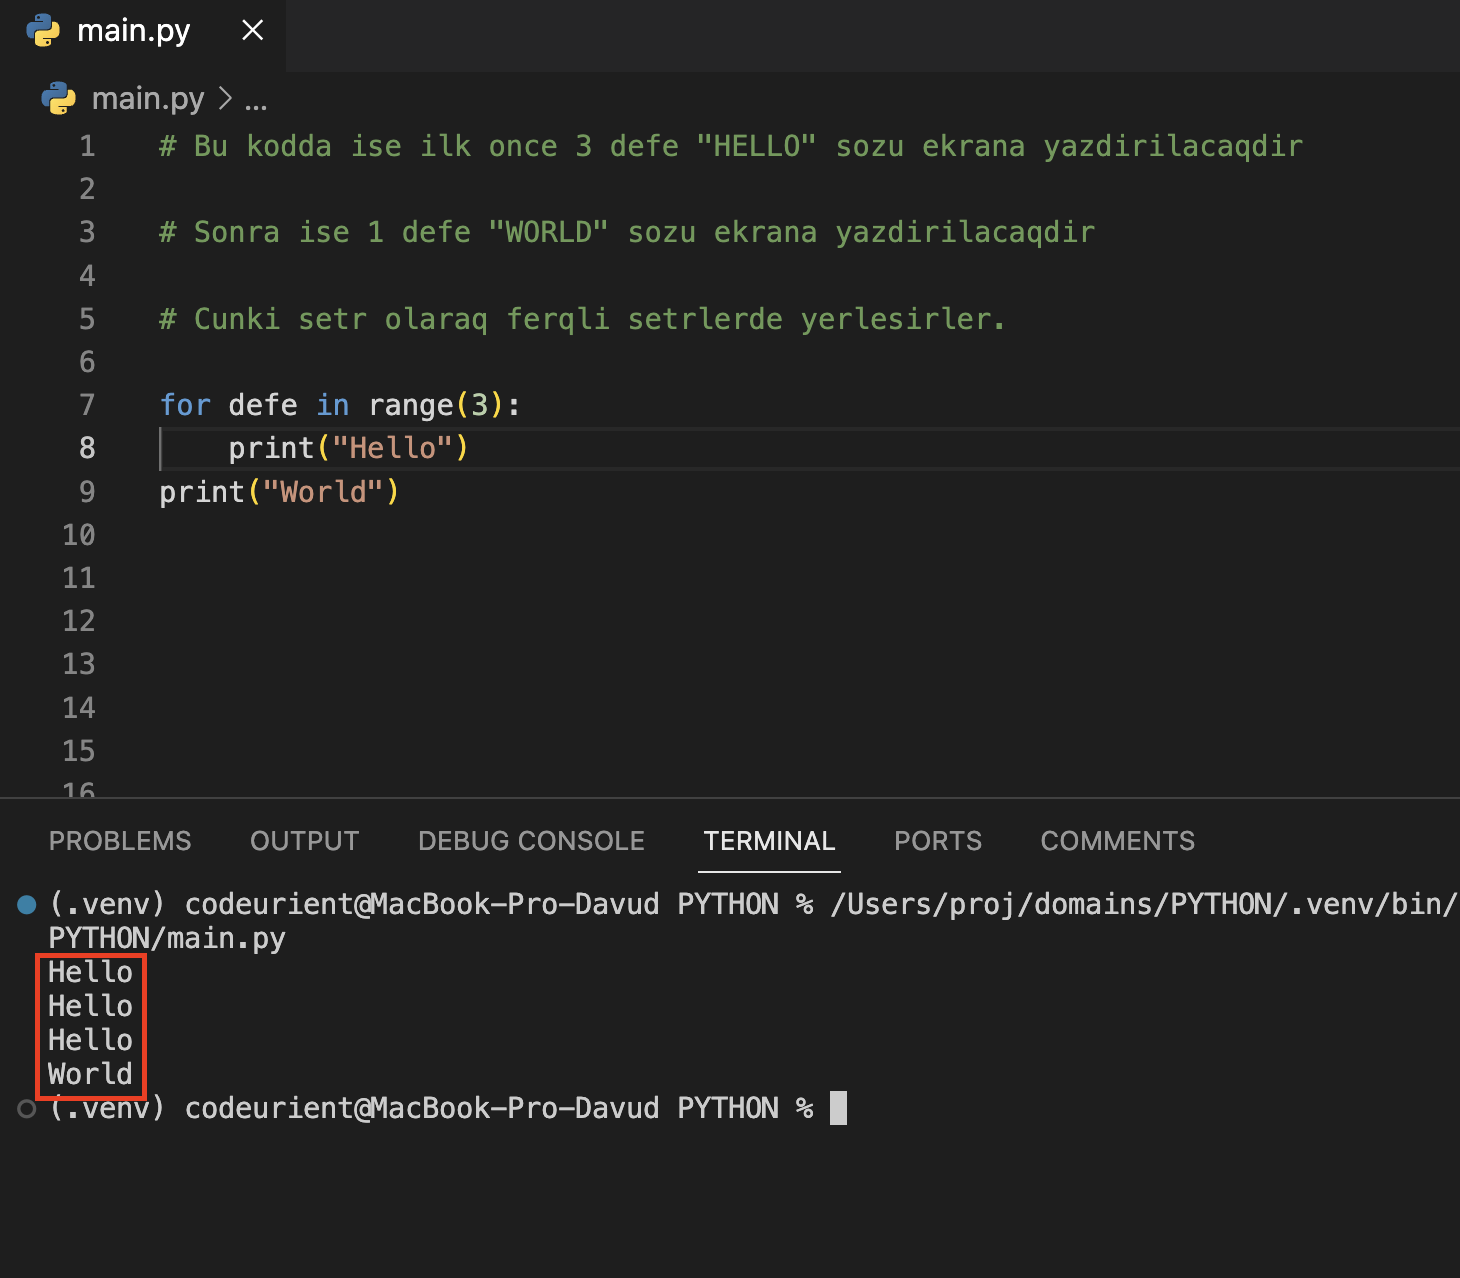 main.py
main.py > ...
1 # Bu kodda ise ilk once 3 defe "HELLO" sozu ekrana yazdirilacaqdir
2
3 # Sonra ise 1 defe "WORLD" sozu ekrana yazdirilacaqdir
4
5 # Cunki setr olaraq ferqli setrlerde yerlesirler.
6
7 for defe in range(3):
8     print("Hello")
9 print("World")
10
11
12
13
14
15
16
PROBLEMS OUTPUT DEBUG CONSOLE TERMINAL PORTS COMMENTS
(.venv) codeurient@MacBook-Pro-Davud PYTHON % /Users/proj/domains/PYTHON/.venv/bin/
PYTHON/main.py
Hello
Hello
Hello
World
(.venv) codeurient@MacBook-Pro-Davud PYTHON %